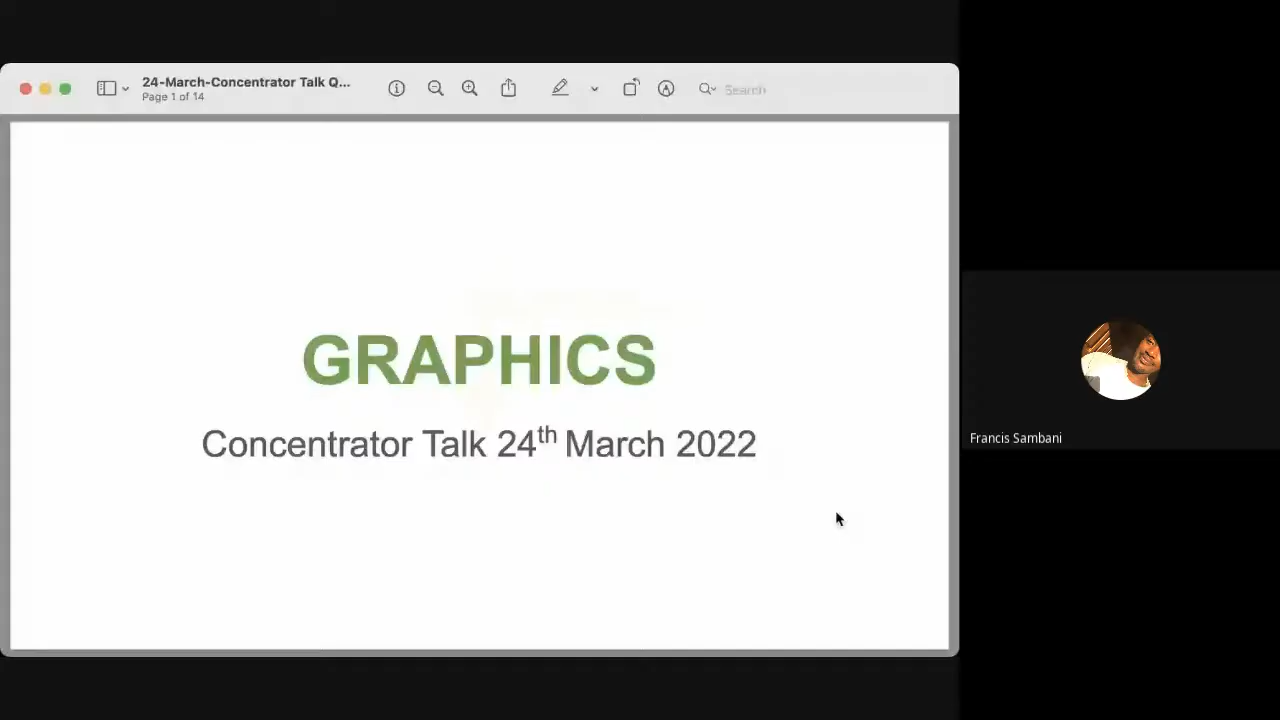 24-March-Concentrator Talk Q...
Page 1 of 14
Search
GRAPHICS
Concentrator Talk 24th March 2022
Francis Sambani